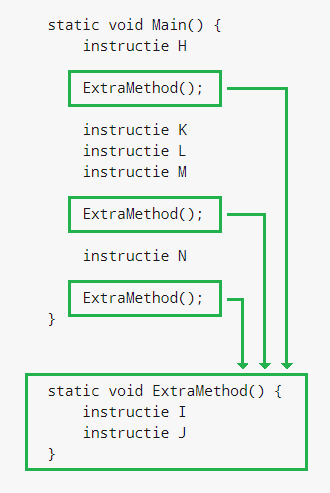 static void Main() {
instructie H
ExtraMethod();
instructie K
instructie L
instructie M
ExtraMethod();
instructie N
ExtraMethod();
}
static void ExtraMethod() {
instructie I
instructie J
}